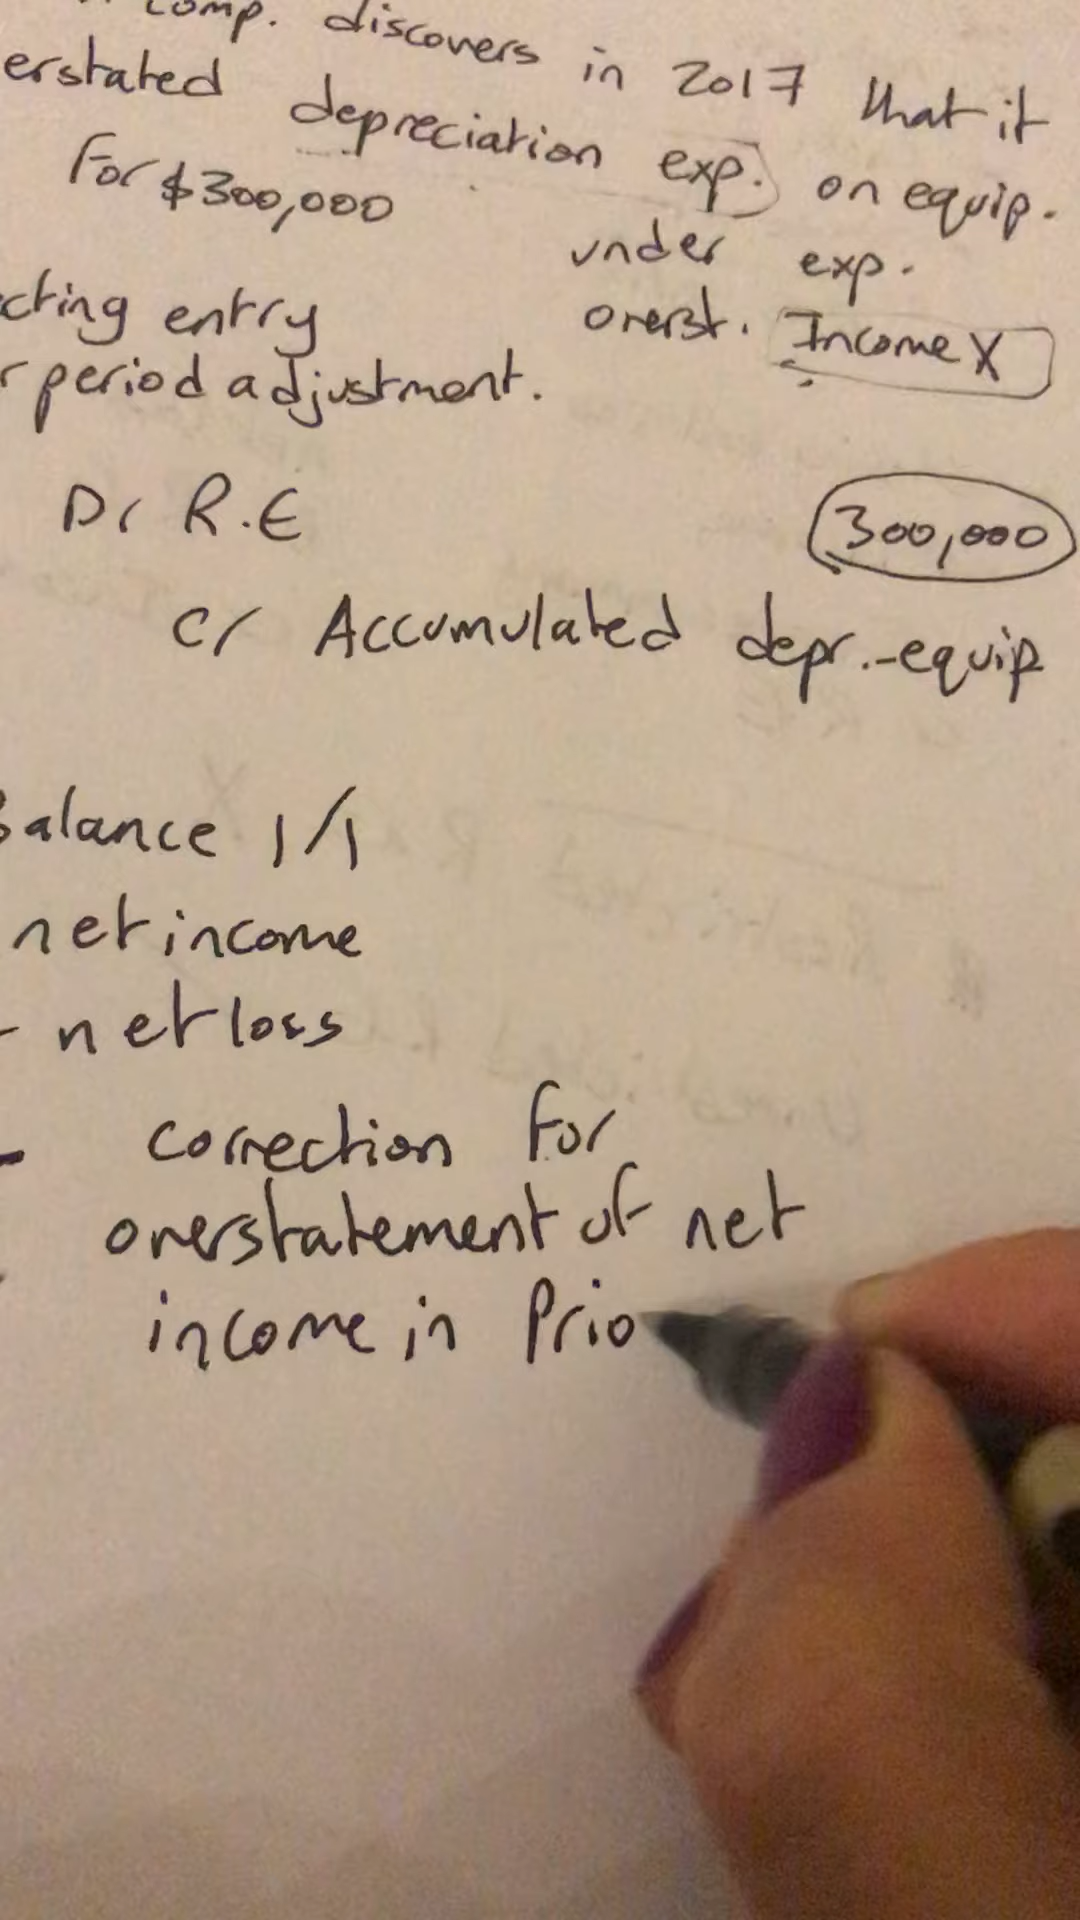 comp. discovers in 2017 that it
erstated depreciation exp. on equip.
For $300,000
under exp.
overst. Income X
cting entry
r period adjustment.
Dr R.E 300,000
Cr Accumulated depr.-equip
Balance 1/1
net income
- net loss
- correction For
overstatement of net
income in Prio